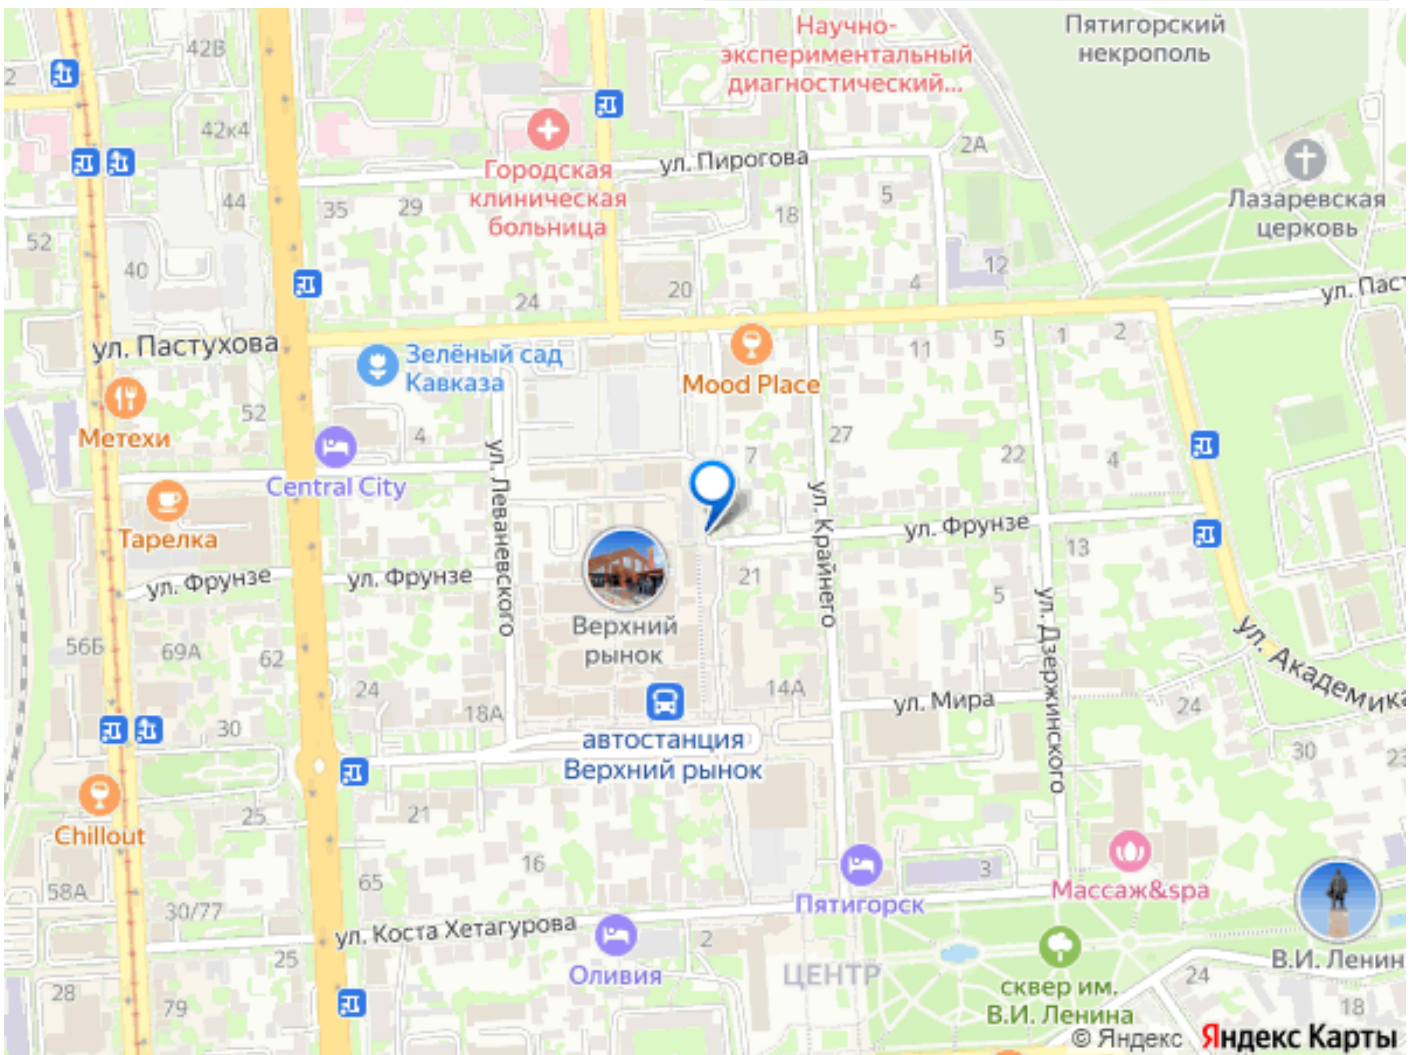 Научно-
экспериментальный
диагностический...
Пятигорский
некрополь
42В
2
42к4
2А
ул. Пирогова
Городская
клиническая
больница
Лазаревская
церковь
44
35
29
18
5
52
40
12
4
24
20
ул. Паст
ул. Пастухова
Зелёный сад
Кавказа
Mood Place
11
5
1
2
Метехи
52
4
27
7
22
4
Central City
ул. Леваневского
ул. Крайнего
Тарелка
ул. Фрунзе
ул. Фрунзе
ул. Фрунзе
13
21
5
Верхний
рынок
ул. Дзержинского
ул. Академика
56Б
69А
62
24
14А
18А
ул. Мира
24
30
автостанция
Верхний рынок
30
23
Chillout
25
21
16
3
Массаж&spa
58А
65
Пятигорск
30/77
ул. Коста Хетагурова
2
Оливия
25
ЦЕНТР
В.И. Ленин
сквер им.
В.И. Ленина
24
28
79
18
© Яндекс Яндекс Карты